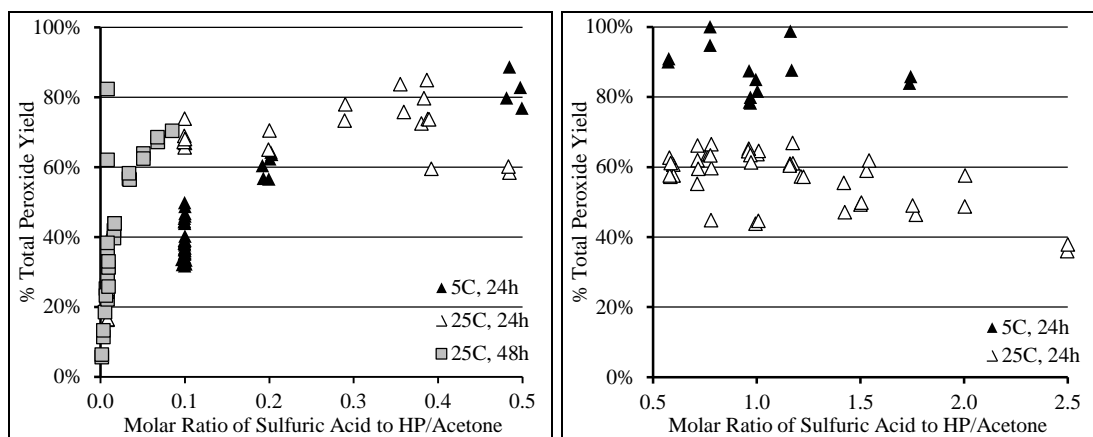 100%
80%
60%
40%
20%
0%
% Total Peroxide Yield
5C, 24h
25C, 24h
25C, 48h
0.0 0.1 0.2 0.3 0.4 0.5
Molar Ratio of Sulfuric Acid to HP/Acetone
100%
80%
60%
40%
20%
0%
% Total Peroxide Yield
5C, 24h
25C, 24h
0.5 1.0 1.5 2.0 2.5
Molar Ratio of Sulfuric Acid to HP/Acetone